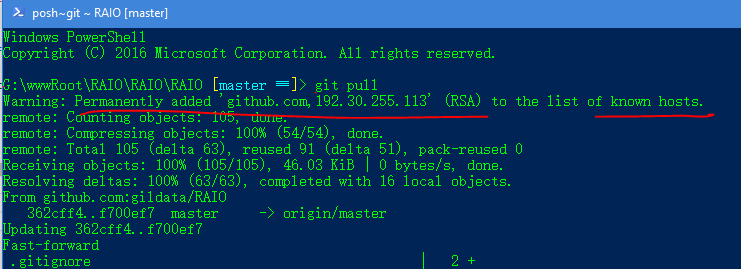 posh~git ~ RAIO [master]
Windows PowerShell
Copyright (C) 2016 Microsoft Corporation. All rights reserved.
G:\wwwRoot\RAIO\RAIO\RAIO [master ≡]> git pull
Warning: Permanently added 'github.com,192.30.255.113' (RSA) to the list of known hosts.
remote: Counting objects: 105, done.
remote: Compressing objects: 100% (54/54), done.
remote: Total 105 (delta 63), reused 91 (delta 51), pack-reused 0
Receiving objects: 100% (105/105), 46.03 KiB | 0 bytes/s, done.
Resolving deltas: 100% (63/63), completed with 16 local objects.
From github.com:gildata/RAIO
362cff4..f700ef7  master     -> origin/master
Updating 362cff4..f700ef7
Fast-forward
.gitignore | 2 +